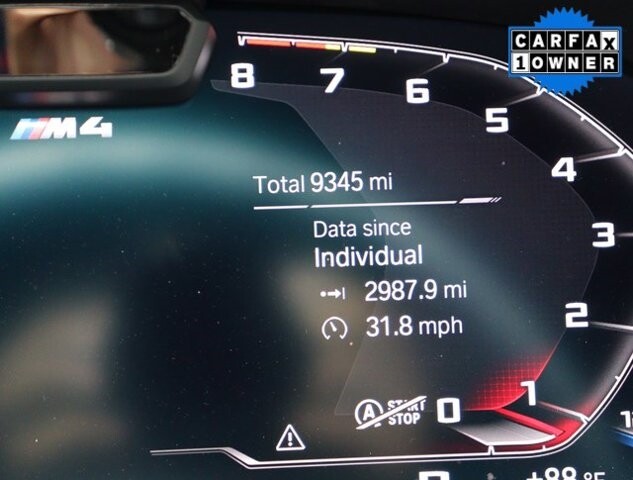 CARFAX
1 OWNER
8
7
6
5
4
3
2
1
0
M4
Total 9345 mi
Data since
Individual
2987.9 mi
31.8 mph
A START
STOP
+88 °F